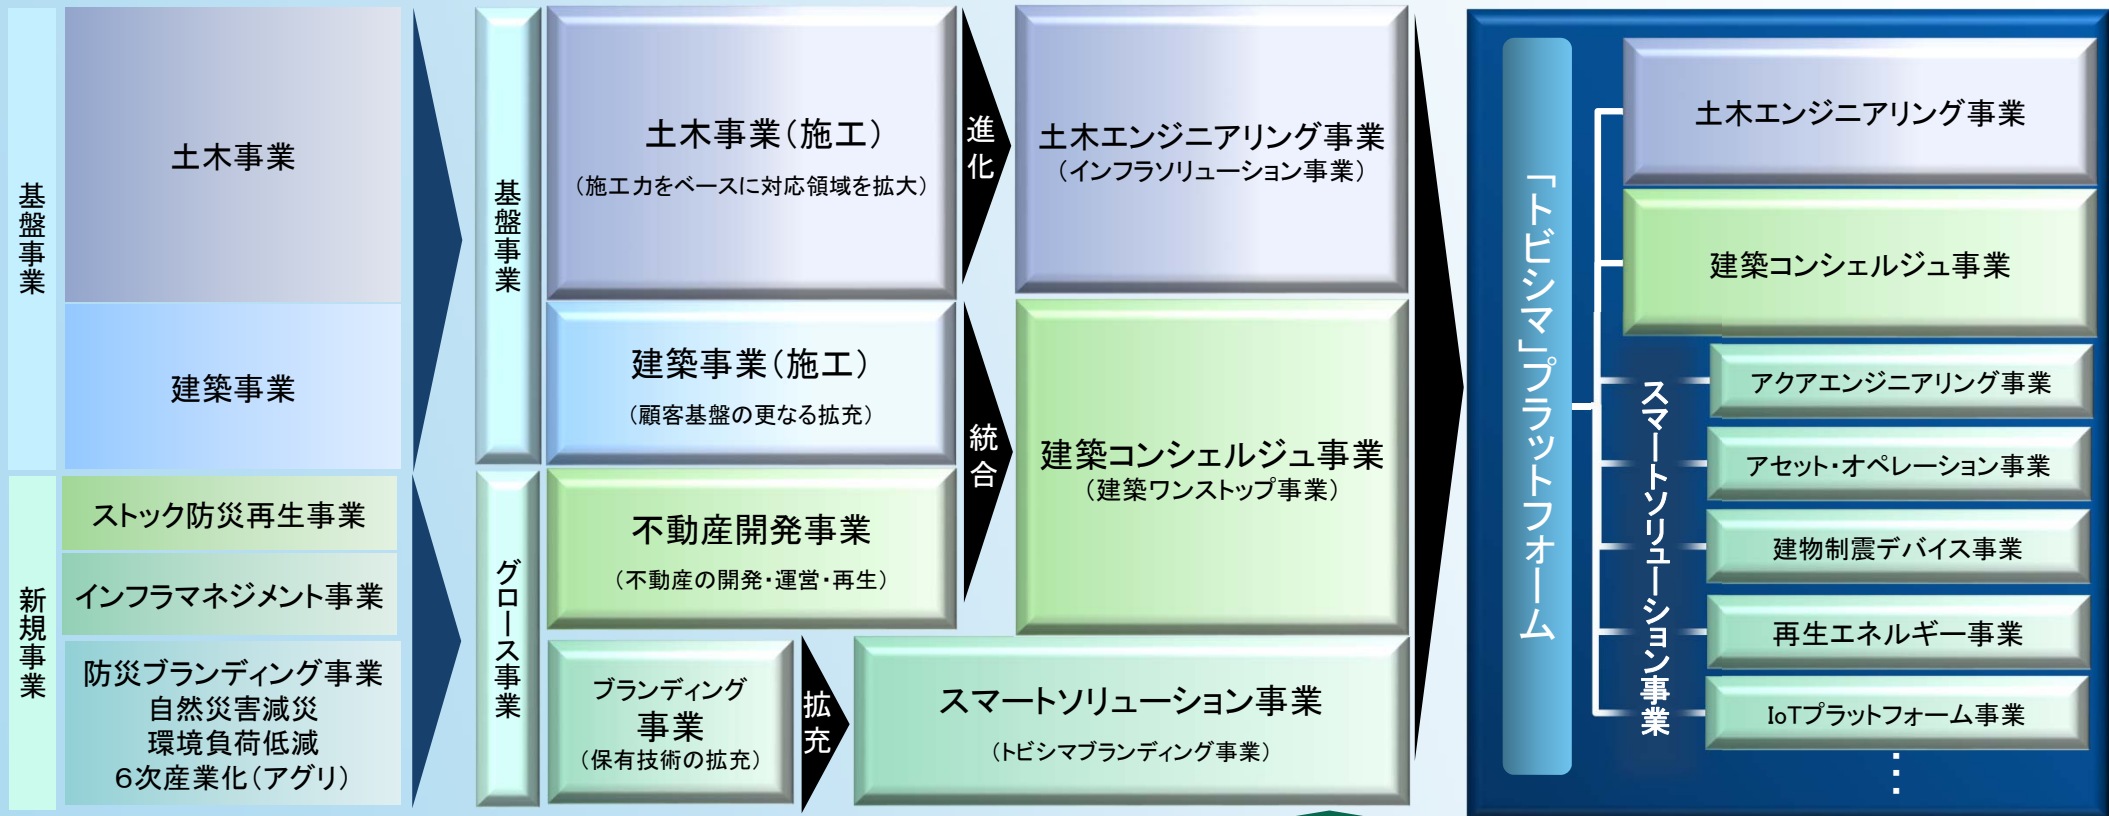 基盤事業
土木事業
建築事業
新規事業
ストック防災再生事業
インフラマネジメント事業
防災ブランディング事業
自然災害減災
環境負荷低減
6次産業化(アグリ)
基盤事業
土木事業(施工)
(施工力をベースに対応領域を拡大)
建築事業(施工)
(顧客基盤の更なる拡充)
グロース事業
不動産開発事業
(不動産の開発・運営・再生)
ブランディング
事業
(保有技術の拡充)
進化
統合
拡充
土木エンジニアリング事業
(インフラソリューション事業)
建築コンシェルジュ事業
(建築ワンストップ事業)
スマートソリューション事業
(トビシマブランディング事業)
「トビシマ」プラットフォーム
土木エンジニアリング事業
建築コンシェルジュ事業
スマートソリューション事業
アクアエンジニアリング事業
アセット・オペレーション事業
建物制震デバイス事業
再生エネルギー事業
IoTプラットフォーム事業
⋮